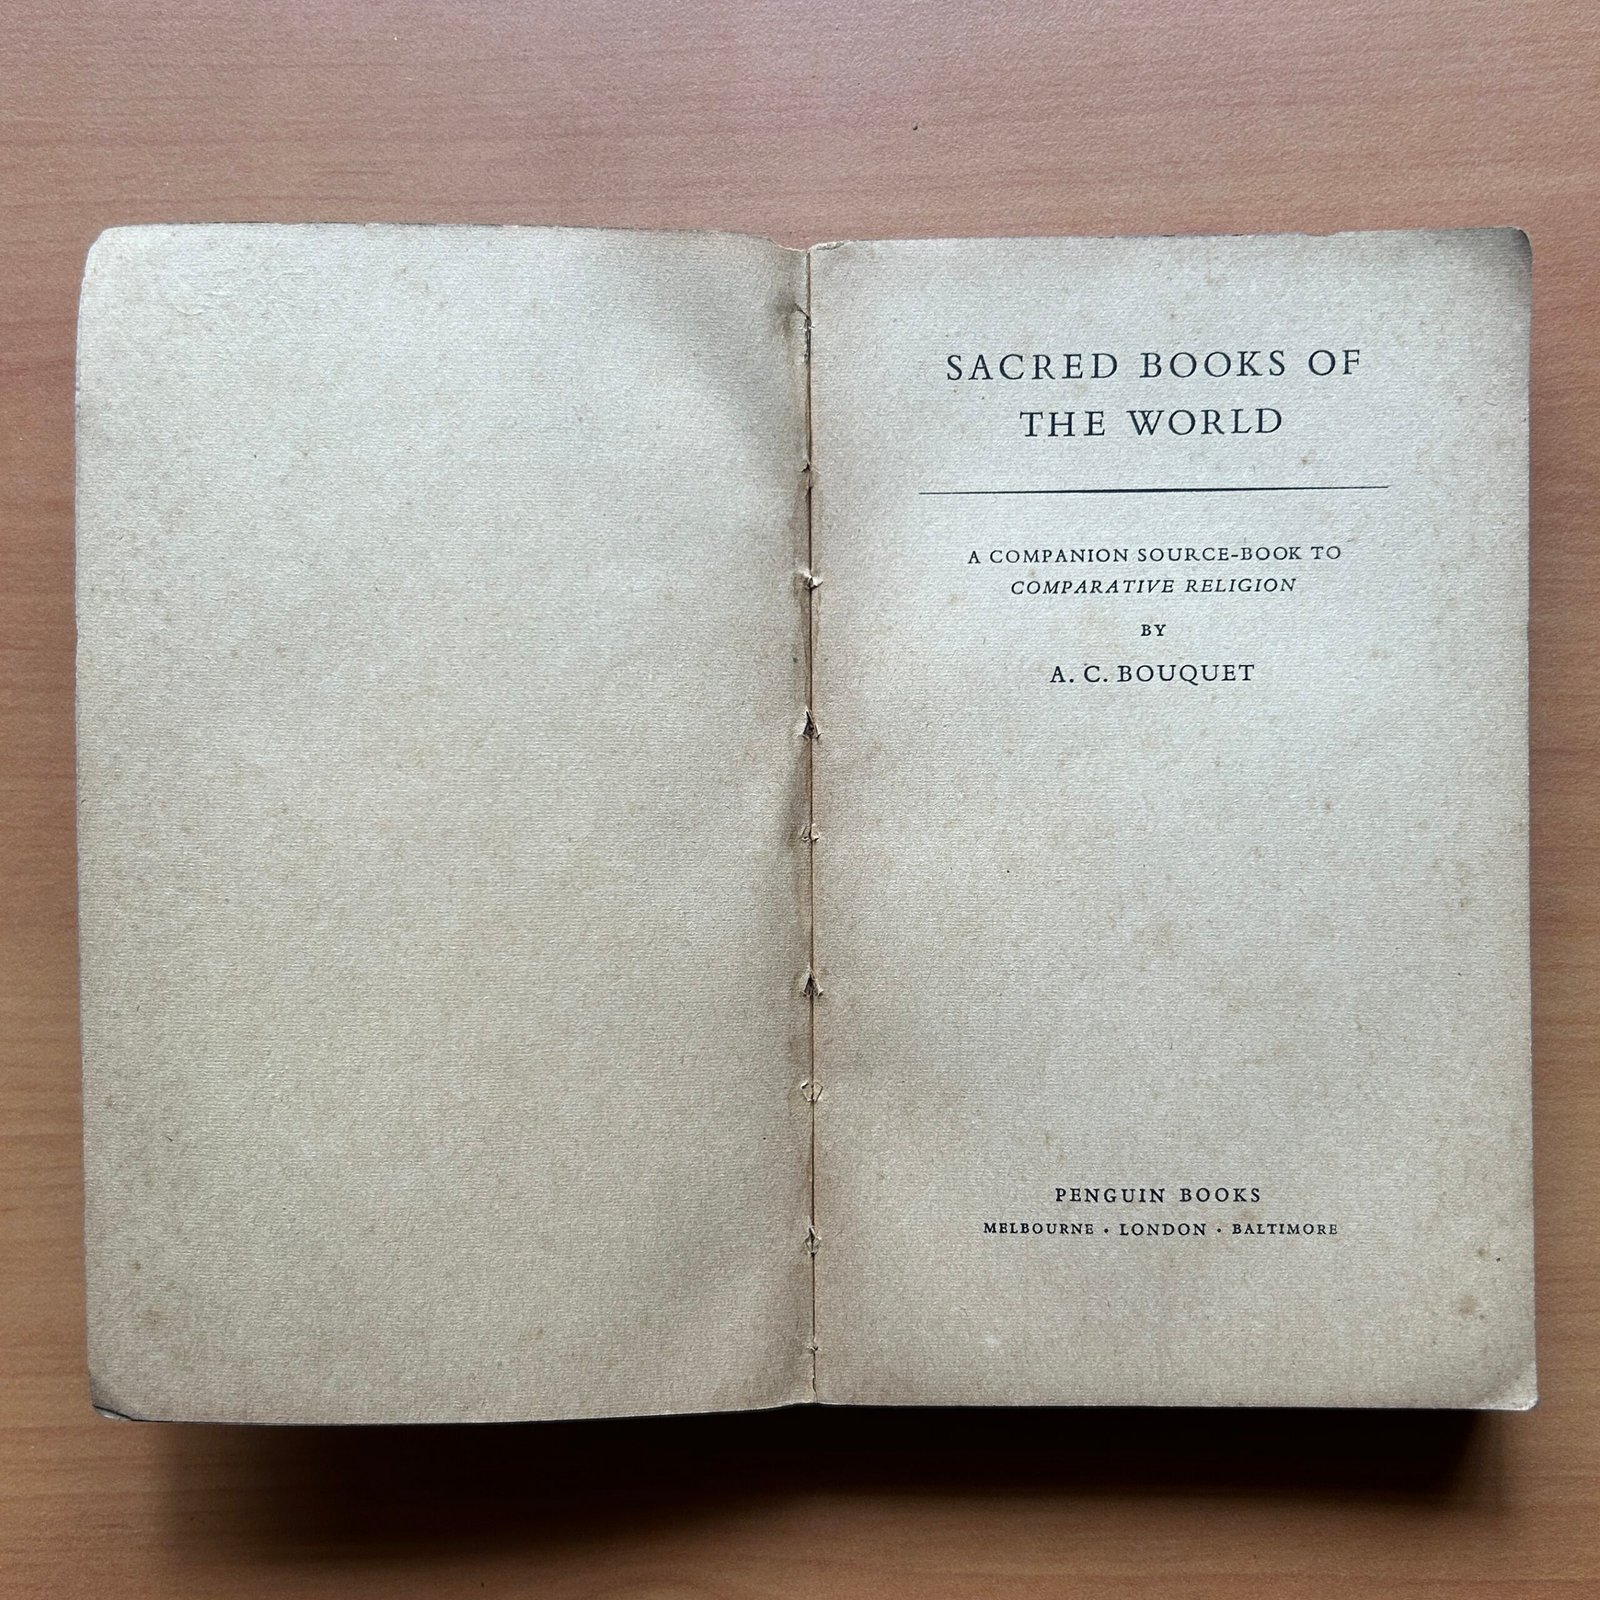 SACRED BOOKS OF
THE WORLD
A COMPANION SOURCE-BOOK TO
COMPARATIVE RELIGION
BY
A. C. BOUQUET
PENGUIN BOOKS
MELBOURNE · LONDON · BALTIMORE